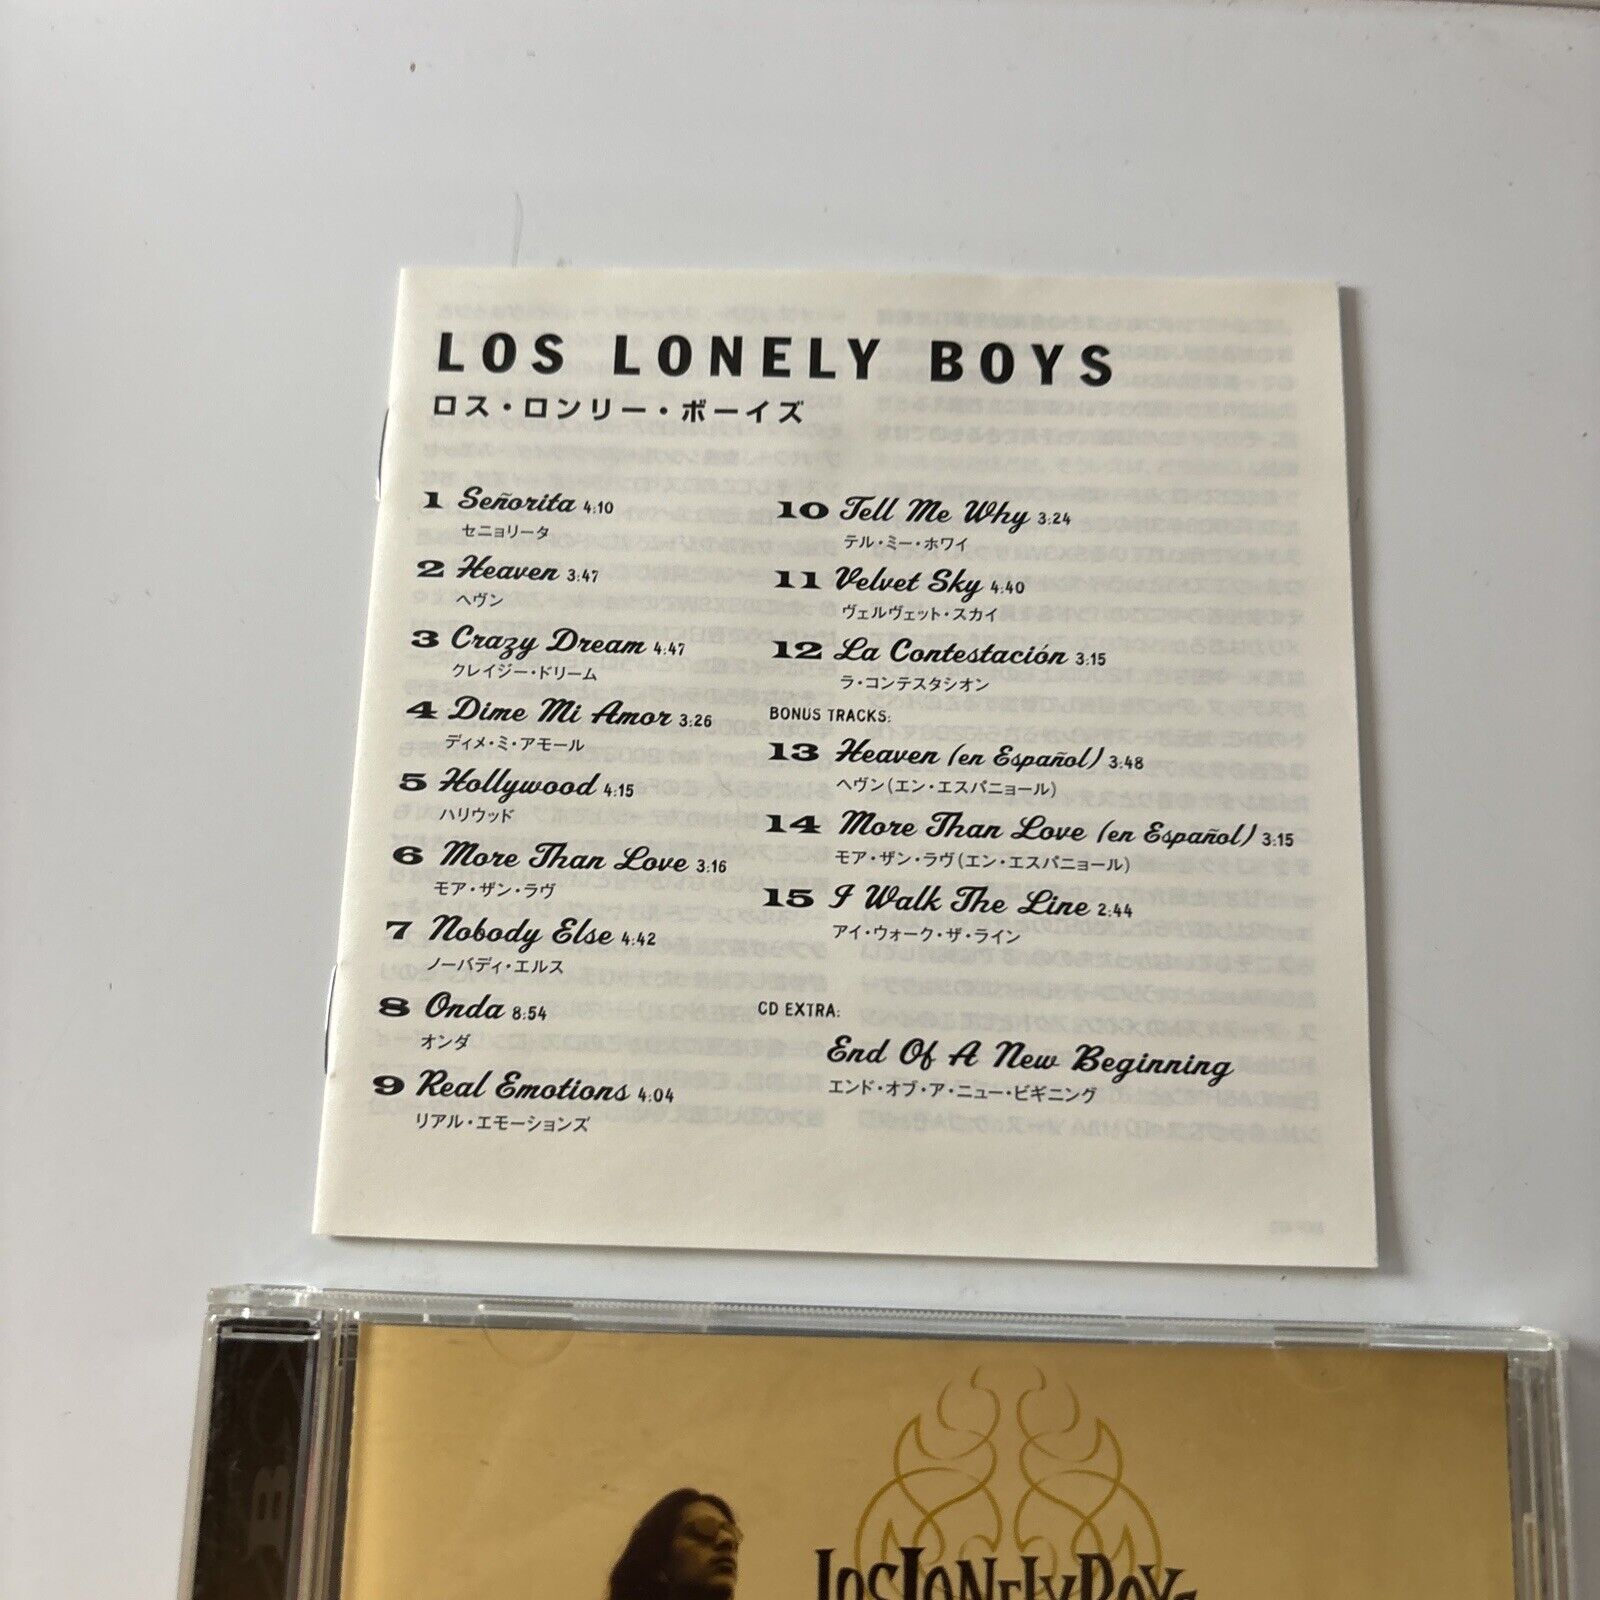 LOS LONELY BOYS
ロス・ロンリー・ボーイズ
1 Señorita 4:10
セニョリータ
2 Heaven 3:47
ヘヴン
3 Crazy Dream 4:47
クレイジー・ドリーム
4 Dime Mi Amor 3:26
ディメ・ミ・アモール
5 Hollywood 4:15
ハリウッド
6 More Than Love 3:16
モア・ザン・ラヴ
7 Nobody Else 4:42
ノーバディ・エルス
8 Onda 8:54
オンダ
9 Real Emotions 4:04
リアル・エモーションズ
10 Tell Me Why 3:24
テル・ミー・ホワイ
11 Velvet Sky 4:40
ヴェルヴェット・スカイ
12 La Contestación 3:15
ラ・コンテスタシオン
BONUS TRACKS:
13 Heaven (en Español) 3:48
ヘヴン(エン・エスパニョール)
14 More Than Love (en Español) 3:15
モア・ザン・ラヴ(エン・エスパニョール)
15 I Walk The Line 2:44
アイ・ウォーク・ザ・ライン
CD EXTRA:
End Of A New Beginning
エンド・オブ・ア・ニュー・ビギニング
LOS LONELY BOYS